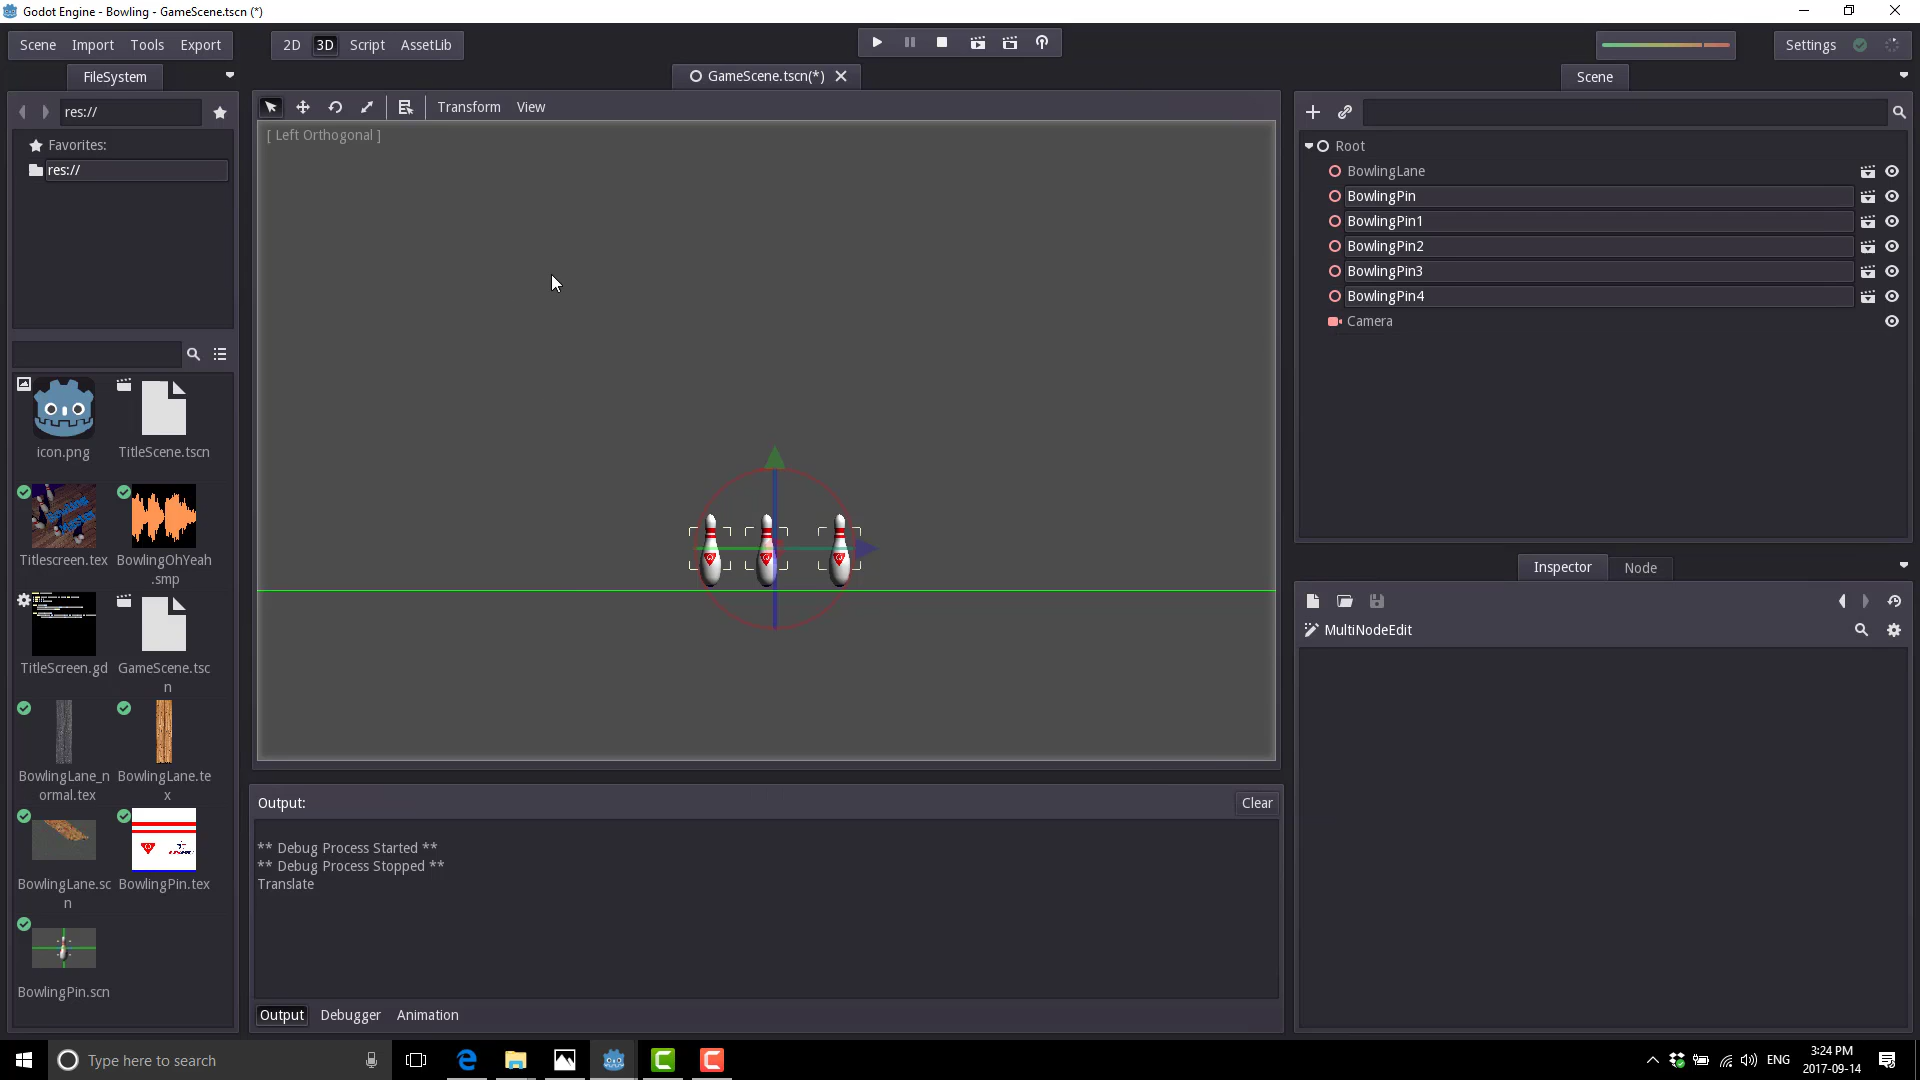 Godot Engine - Bowling - GameScene.tscn (*)
Scene Import Tools Export
2D 3D Script AssetLib
Settings
FileSystem
GameScene.tscn(*)
Scene
res://
Transform View
[ Left Orthogonal ]
Favorites:
res://
Root
BowlingLane
BowlingPin
BowlingPin1
BowlingPin2
BowlingPin3
BowlingPin4
Camera
icon.png
TitleScene.tscn
Titlescreen.tex
BowlingOhYeah
.smp
TitleScreen.gd
GameScene.tsc
n
BowlingLane_n
ormal.tex
BowlingLane.te
x
BowlingLane.sc
n
BowlingPin.tex
BowlingPin.scn
Inspector Node
MultiNodeEdit
Output:
Clear
** Debug Process Started **
** Debug Process Stopped **
Translate
Output Debugger Animation
Type here to search
ENG
3:24 PM
2017-09-14